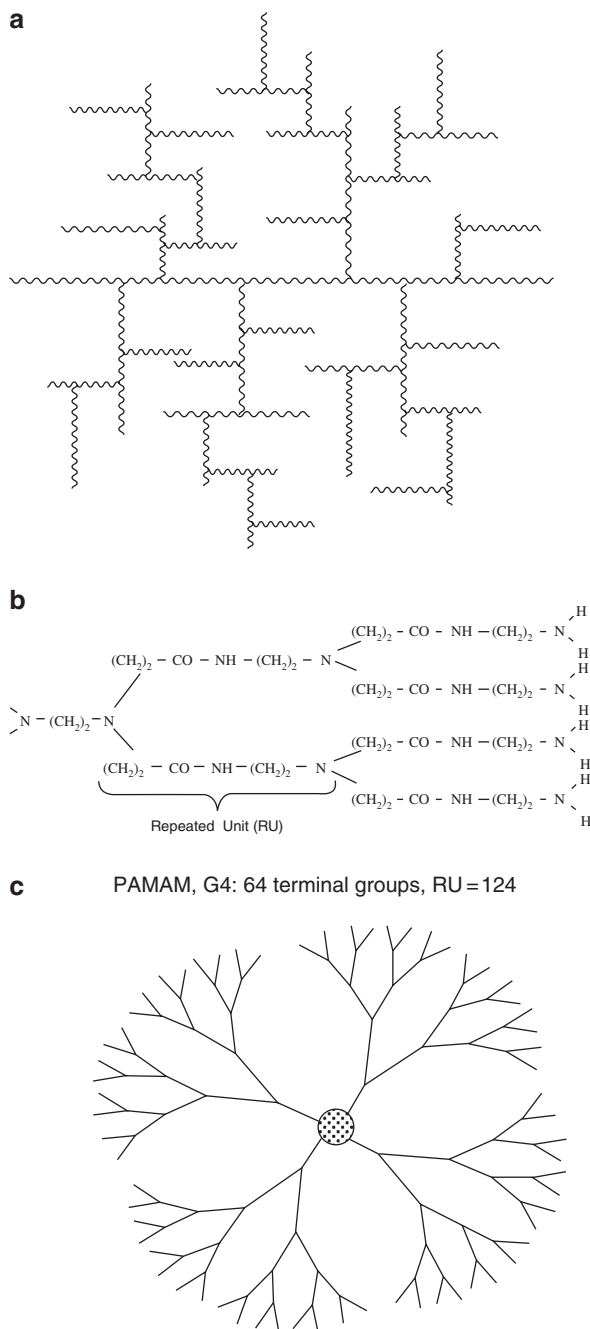 a
b
H
(CH₂)₂ – CO – NH – (CH₂)₂ – N
H
(CH₂)₂ – CO – NH – (CH₂)₂ – N
H
(CH₂)₂ – CO – NH – (CH₂)₂ – N
H
N – (CH₂)₂ – N
H
(CH₂)₂ – CO – NH – (CH₂)₂ – N
H
(CH₂)₂ – CO – NH – (CH₂)₂ – N
H
H
(CH₂)₂ – CO – NH – (CH₂)₂ – N
H
Repeated Unit (RU)
c
PAMAM, G4: 64 terminal groups, RU = 124